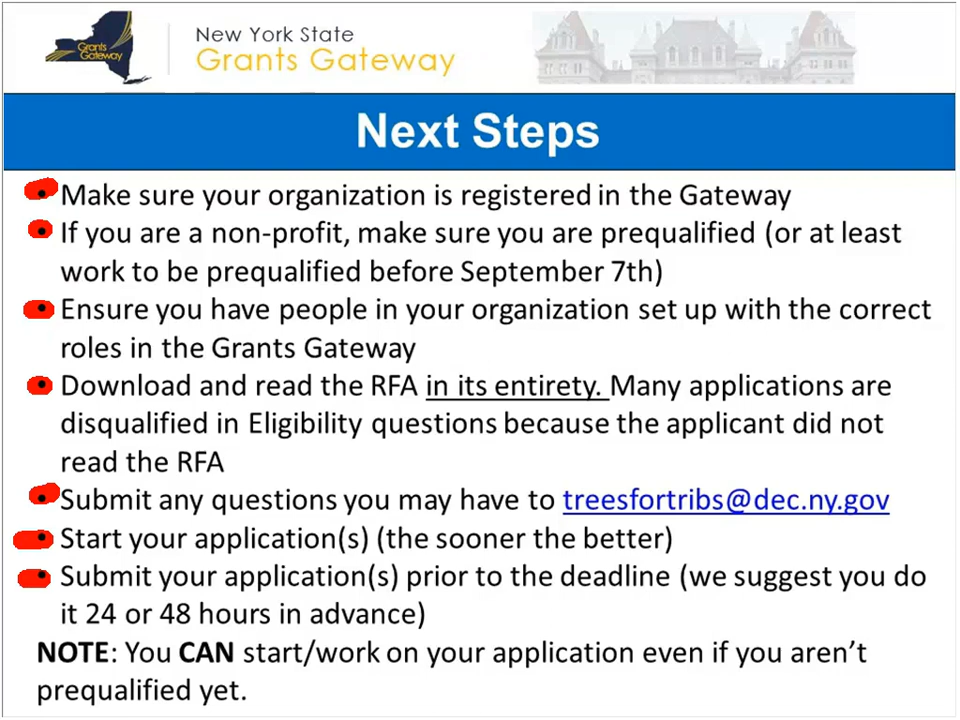 Grants
Gateway
New York State
Grants Gateway
Next Steps
• Make sure your organization is registered in the Gateway
• If you are a non-profit, make sure you are prequalified (or at least
work to be prequalified before September 7th)
• Ensure you have people in your organization set up with the correct
roles in the Grants Gateway
• Download and read the RFA in its entirety. Many applications are
disqualified in Eligibility questions because the applicant did not
read the RFA
• Submit any questions you may have to treesfortribs@dec.ny.gov
• Start your application(s) (the sooner the better)
• Submit your application(s) prior to the deadline (we suggest you do
it 24 or 48 hours in advance)
NOTE: You CAN start/work on your application even if you aren’t
prequalified yet.